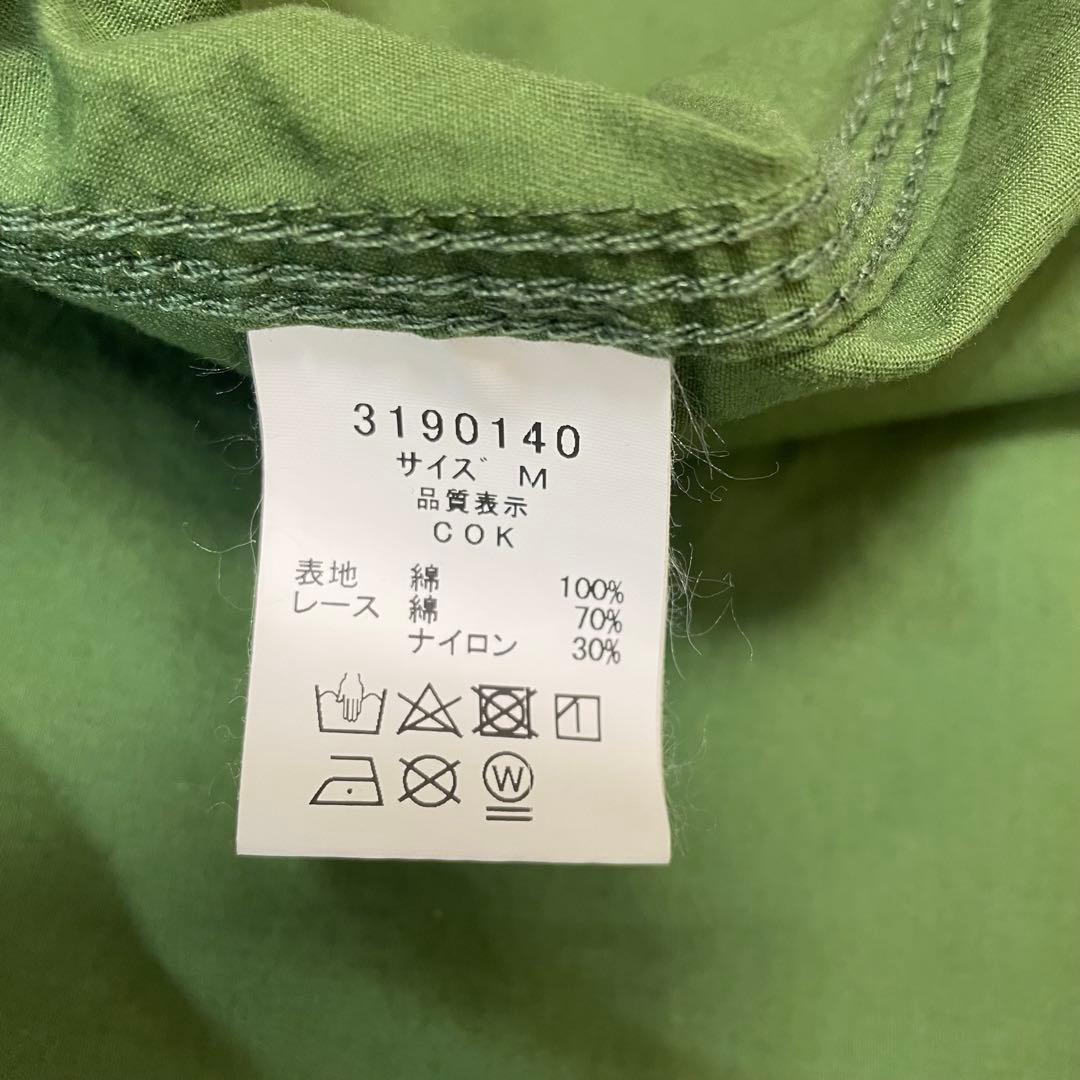 3190140
サイズ M
品質表示
COK
表地 綿 100%
レース 綿 70%
ナイロン 30%
W